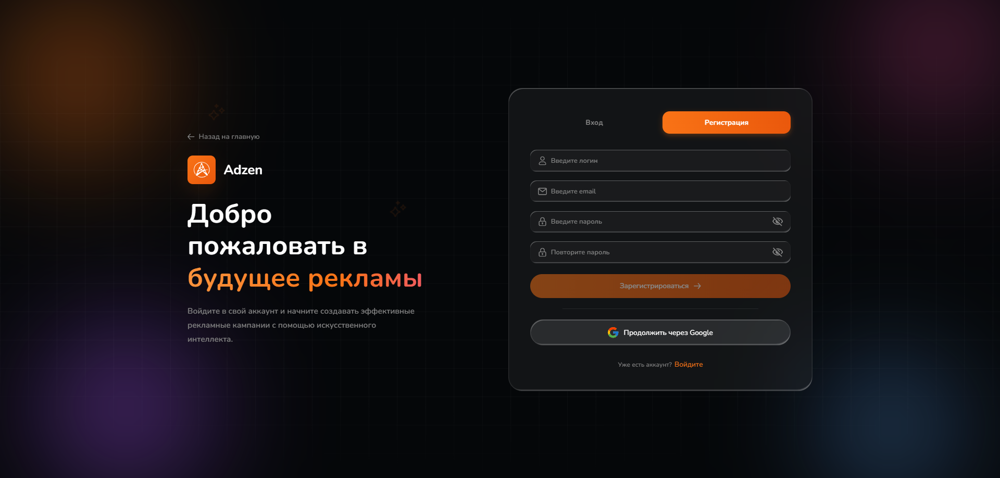 Назад на главную
Adzen
Добро
пожаловать в
будущее рекламы
Войдите в свой аккаунт и начните создавать эффективные
рекламные кампании с помощью искусственного
интеллекта.
Вход
Регистрация
Введите логин
Введите email
Введите пароль
Повторите пароль
Зарегистрироваться
Продолжить через Google
Уже есть аккаунт? Войдите